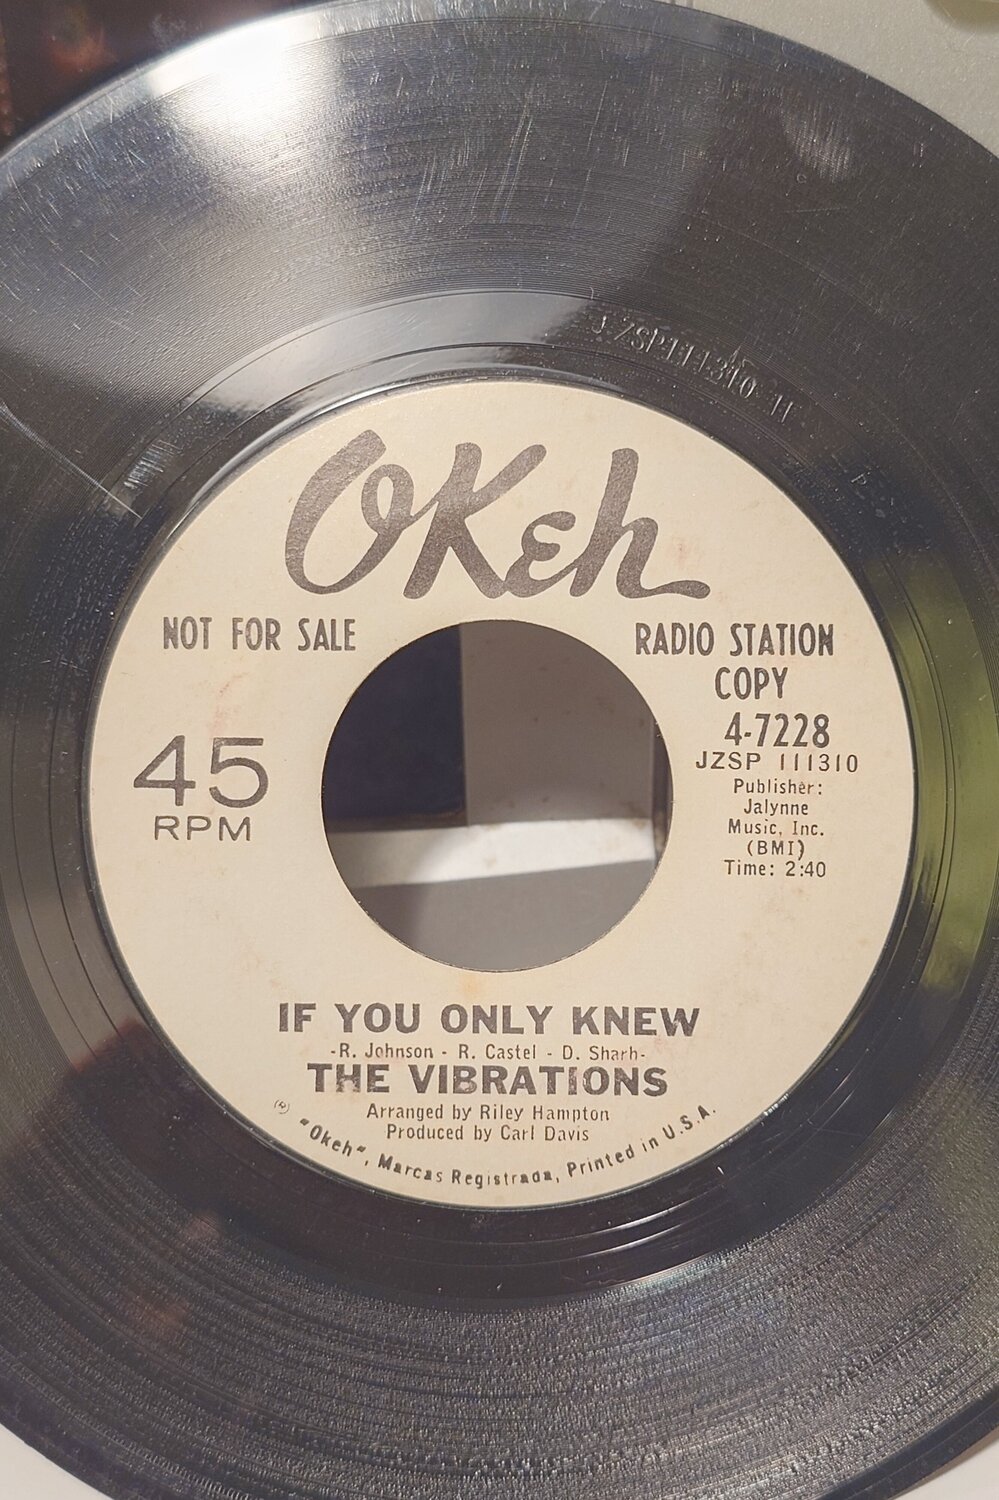 JZSP111310
OKeh
NOT FOR SALE
RADIO STATION
COPY
4-7228
JZSP 111310
Publisher:
Jalynne
Music, Inc.
(BMI)
Time: 2:40
45
RPM
IF YOU ONLY KNEW
-R. Johnson - R. Castel - D. Sharh-
THE VIBRATIONS
Arranged by Riley Hampton
Produced by Carl Davis
"Okeh", Marcas Registrada, Printed in U.S.A.